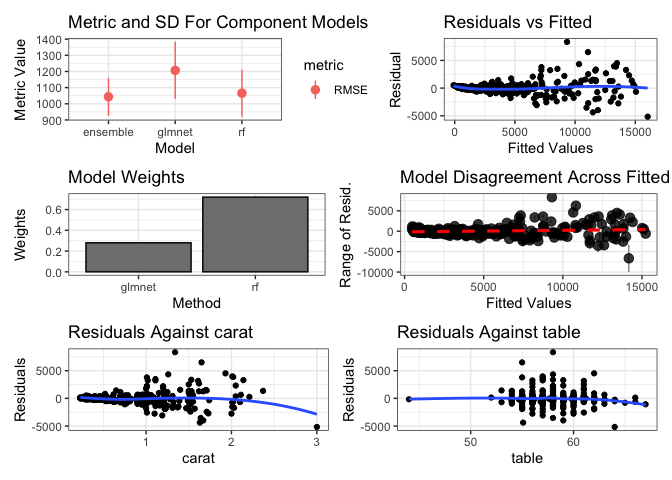 Metric and SD For Component Models
Metric Value
1400
1300
1200
1100
1000
900
ensemble glmnet rf
Model
metric
RMSE
Residuals vs Fitted
Residual
5000
0
-5000
0 5000 10000 15000
Fitted Values
Model Weights
Weights
0.6
0.4
0.2
0.0
glmnet rf
Method
Model Disagreement Across Fitted
Range of Resid.
5000
0
-5000
-10000
0 5000 10000 15000
Fitted Values
Residuals Against carat
Residuals
5000
0
-5000
1 2 3
carat
Residuals Against table
Residuals
5000
0
-5000
50 60
table